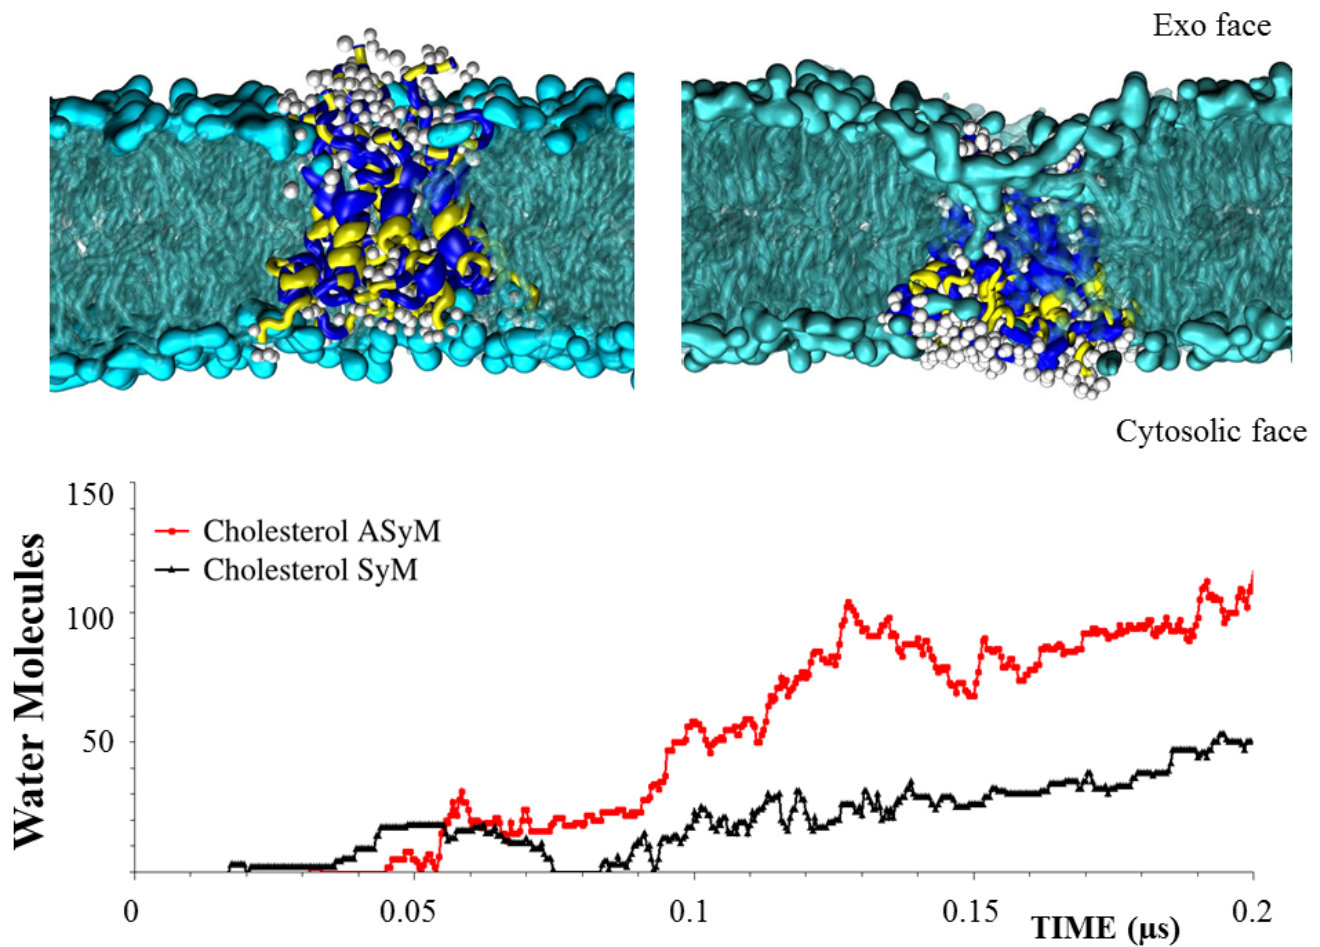 Exo face
Cytosolic face
150
100
50
Water Molecules
Cholesterol ASyM
Cholesterol SyM
0
0.05
0.1
0.15
0.2
TIME (μs)